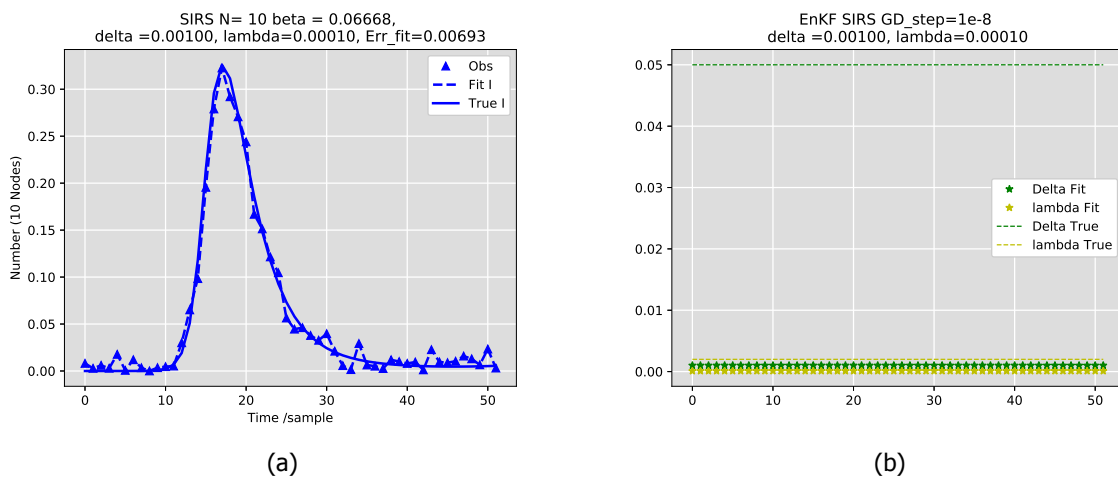 SIRS N= 10 beta = 0.06668,
delta =0.00100, lambda=0.00010, Err_fit=0.00693
Number (10 Nodes)
0.30
0.25
0.20
0.15
0.10
0.05
0.00
Obs
Fit I
True I
0 10 20 30 40 50
Time /sample
(a)
EnKF SIRS GD_step=1e-8
delta =0.00100, lambda=0.00010
0.05
0.04
0.03
0.02
0.01
0.00
Delta Fit
lambda Fit
Delta True
lambda True
0 10 20 30 40 50
(b)